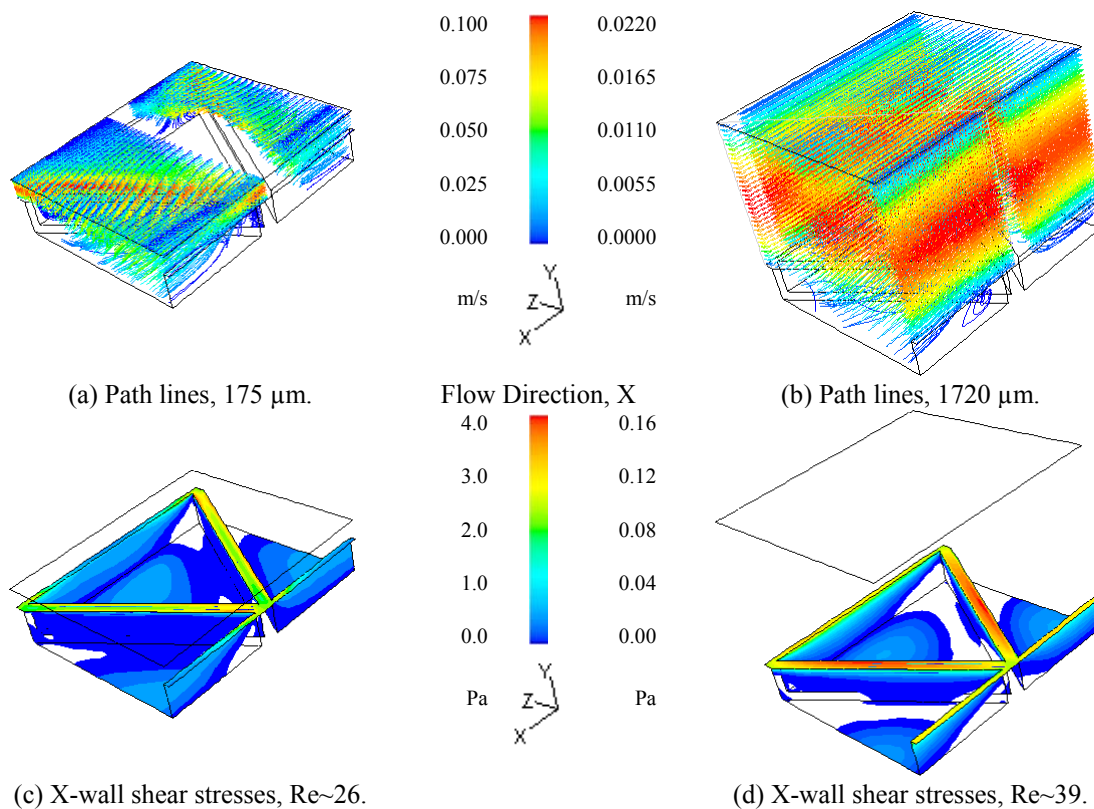 0.100 0.0220
0.075 0.0165
0.050 0.0110
0.025 0.0055
0.000 0.0000
m/s m/s
Y
Z
X
(a) Path lines, 175 µm. Flow Direction, X (b) Path lines, 1720 µm.
4.0 0.16
3.0 0.12
2.0 0.08
1.0 0.04
0.0 0.00
Pa Pa
Y
Z
X
(c) X-wall shear stresses, Re~26. (d) X-wall shear stresses, Re~39.